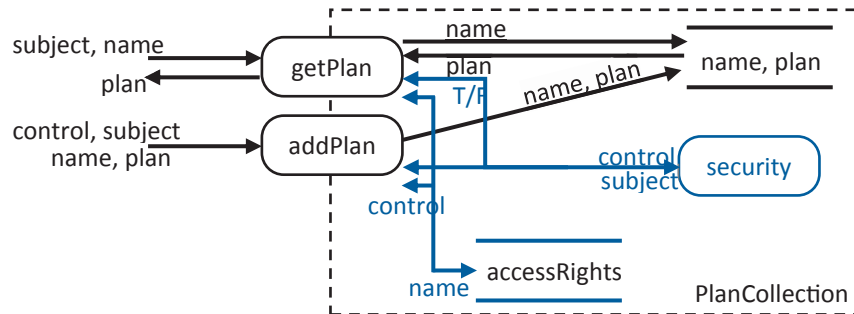 subject, name
plan
control, subject
name, plan
getPlan
addPlan
name
plan
T/F
name, plan
name, plan
control
subject
security
control
name
accessRights
PlanCollection